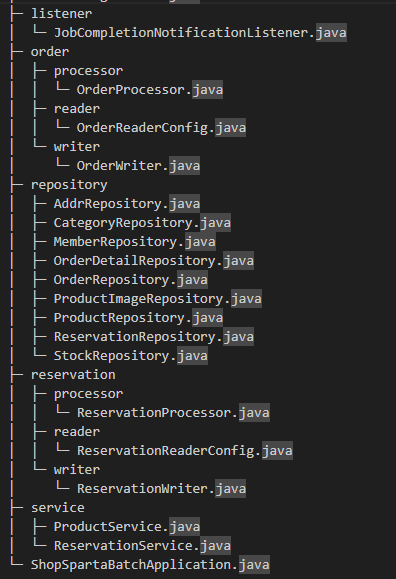 ├─ listener
│  └─ JobCompletionNotificationListener.java
├─ order
│  ├─ processor
│  │  └─ OrderProcessor.java
│  ├─ reader
│  │  └─ OrderReaderConfig.java
│  └─ writer
│     └─ OrderWriter.java
├─ repository
│  ├─ AddrRepository.java
│  ├─ CategoryRepository.java
│  ├─ MemberRepository.java
│  ├─ OrderDetailRepository.java
│  ├─ OrderRepository.java
│  ├─ ProductImageRepository.java
│  ├─ ProductRepository.java
│  ├─ ReservationRepository.java
│  └─ StockRepository.java
├─ reservation
│  ├─ processor
│  │  └─ ReservationProcessor.java
│  ├─ reader
│  │  └─ ReservationReaderConfig.java
│  └─ writer
│     └─ ReservationWriter.java
├─ service
│  ├─ ProductService.java
│  └─ ReservationService.java
└─ ShopSpartaBatchApplication.java